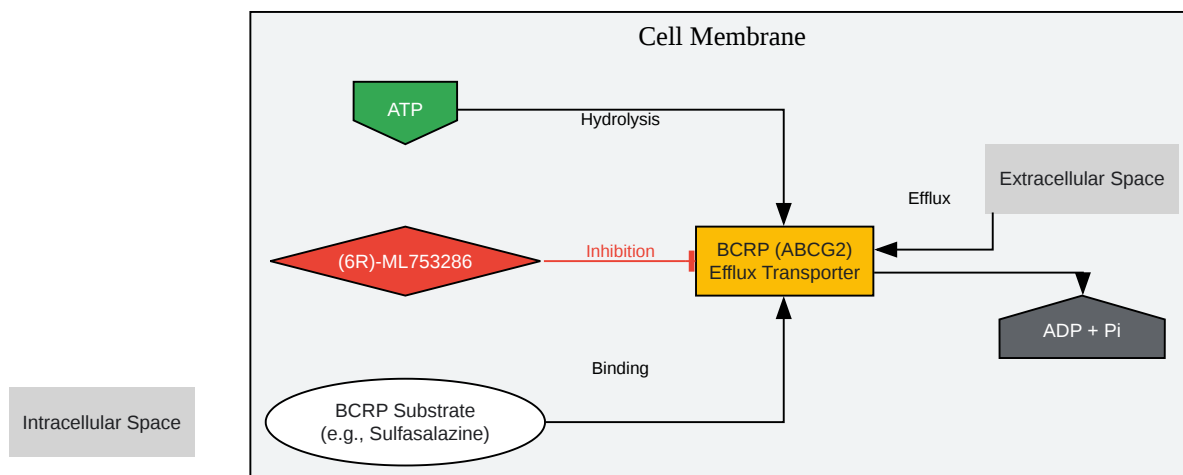 Cell Membrane
ATP
Hydrolysis
Extracellular Space
Efflux
(6R)-ML753286
Inhibition
BCRP (ABCG2)
Efflux Transporter
ADP + Pi
Binding
BCRP Substrate
(e.g., Sulfasalazine)
Intracellular Space